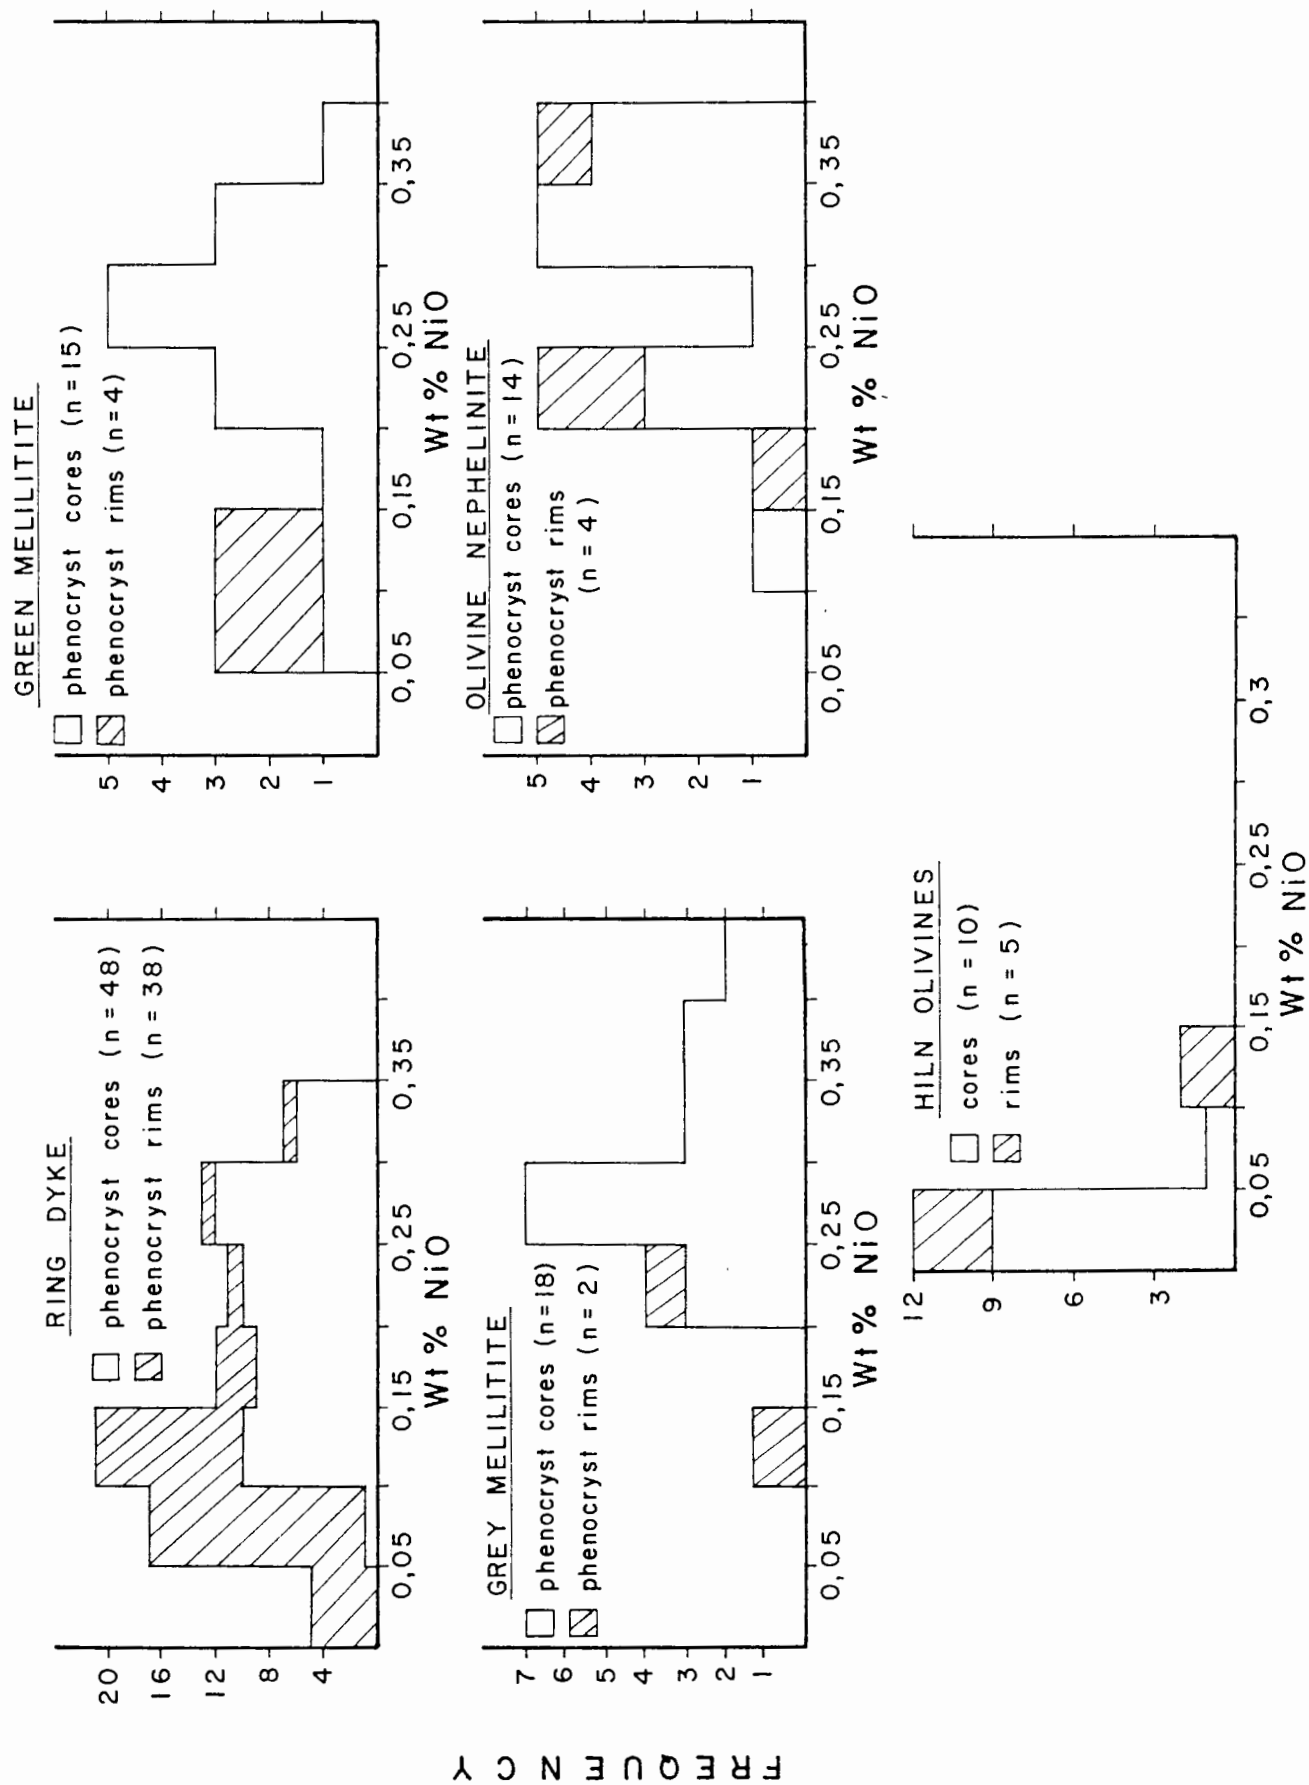 RING DYKE
phenocryst cores (n = 48)
phenocryst rims (n = 38)
20
16
12
8
4
0,05 0,15 0,25 0,35
Wt % NiO
GREEN MELILITITE
phenocryst cores (n = 15)
phenocryst rims (n=4)
5
4
3
2
1
0,05 0,15 0,25 0,35
Wt % NiO
FREQUENCY
GREY MELILITITE
phenocryst cores (n=18)
phenocryst rims (n = 2)
7
6
5
4
3
2
1
0,05 0,15 0,25 0,35
Wt % NiO
OLIVINE NEPHELINITE
phenocryst cores (n = 14)
phenocryst rims
(n = 4)
5
4
3
2
1
0,05 0,15 0,25 0,35
Wt % NiO
HILN OLIVINES
cores (n = 10)
rims (n = 5)
12
9
6
3
0,05 0,15 0,25 0,3
Wt % NiO